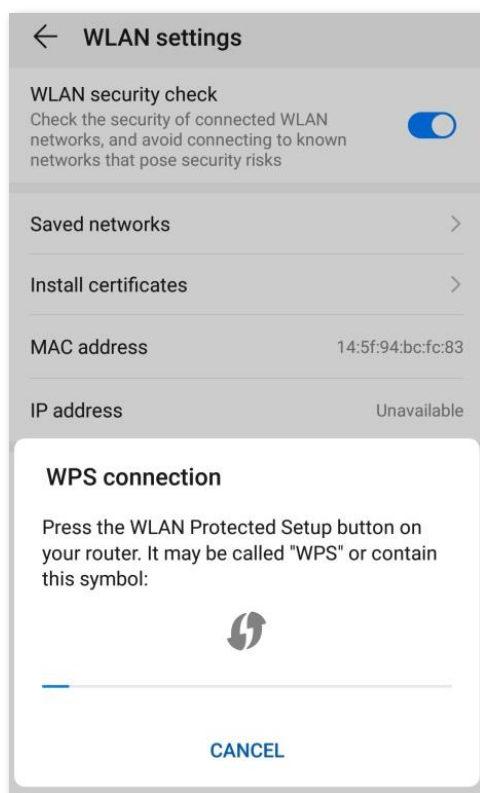 WLAN settings
WLAN security check
Check the security of connected WLAN
networks, and avoid connecting to known
networks that pose security risks
Saved networks
Install certificates
MAC address 14:5f:94:bc:fc:83
IP address Unavailable
WPS connection
Press the WLAN Protected Setup button on
your router. It may be called "WPS" or contain
this symbol:
CANCEL